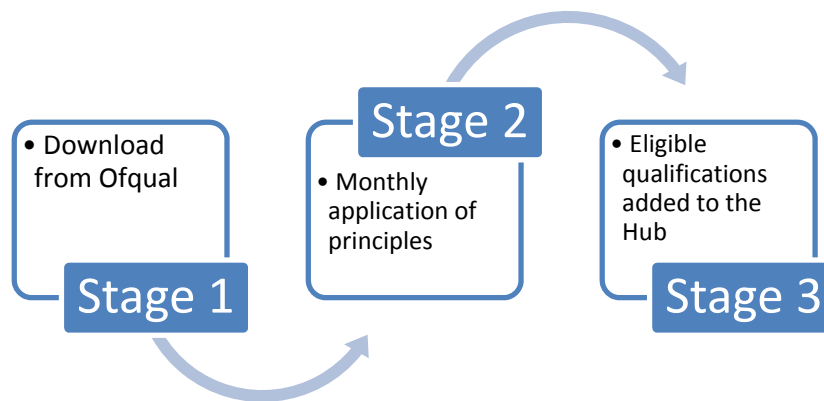 • Download
from Ofqual
Stage 1
Stage 2
• Monthly
application of
principles
• Eligible
qualifications
added to the
Hub
Stage 3